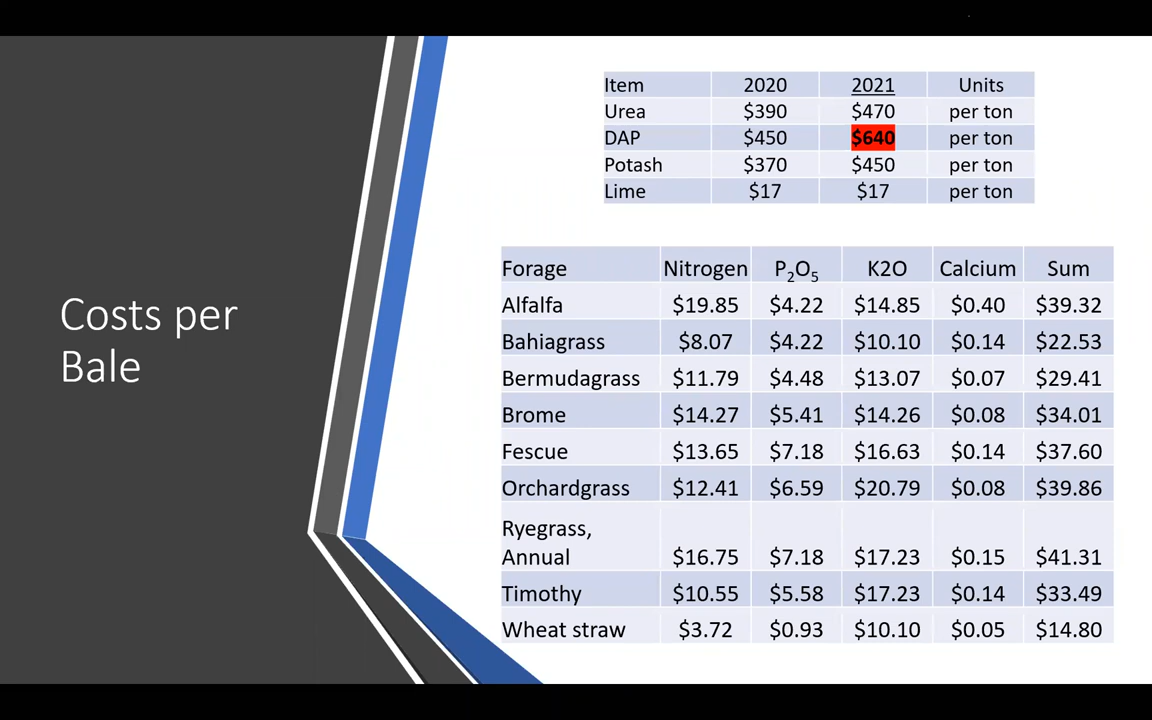 Costs per
Bale
Item 2020 2021 Units
Urea $390 $470 per ton
DAP $450 $640 per ton
Potash $370 $450 per ton
Lime $17 $17 per ton
Forage Nitrogen P₂O₅ K2O Calcium Sum
Alfalfa $19.85 $4.22 $14.85 $0.40 $39.32
Bahiagrass $8.07 $4.22 $10.10 $0.14 $22.53
Bermudagrass $11.79 $4.48 $13.07 $0.07 $29.41
Brome $14.27 $5.41 $14.26 $0.08 $34.01
Fescue $13.65 $7.18 $16.63 $0.14 $37.60
Orchardgrass $12.41 $6.59 $20.79 $0.08 $39.86
Ryegrass,
Annual $16.75 $7.18 $17.23 $0.15 $41.31
Timothy $10.55 $5.58 $17.23 $0.14 $33.49
Wheat straw $3.72 $0.93 $10.10 $0.05 $14.80